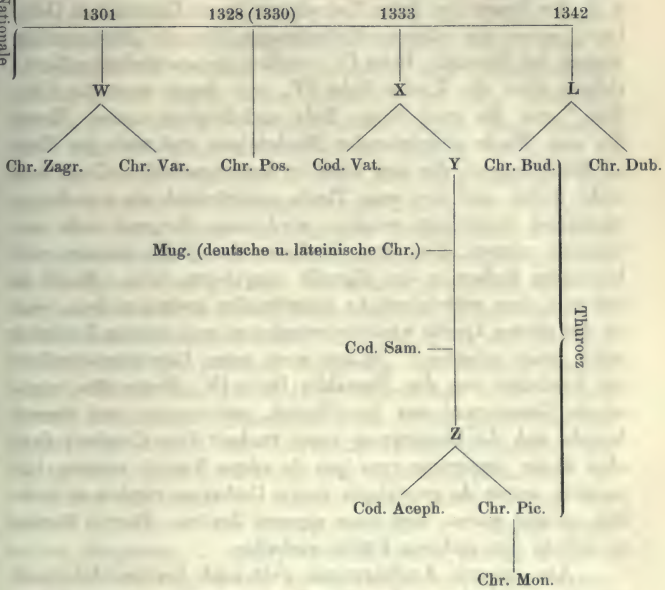 Nationale
1301 1328 (1330) 1333 1342
W X L
Chr. Zagr. Chr. Var. Chr. Pos. Cod. Vat. Y Chr. Bud. Chr. Dub.
Mug. (deutsche u. lateinische Chr.)
Thurocz
Cod. Sam.
Z
Cod. Aceph. Chr. Pic.
Chr. Mon.